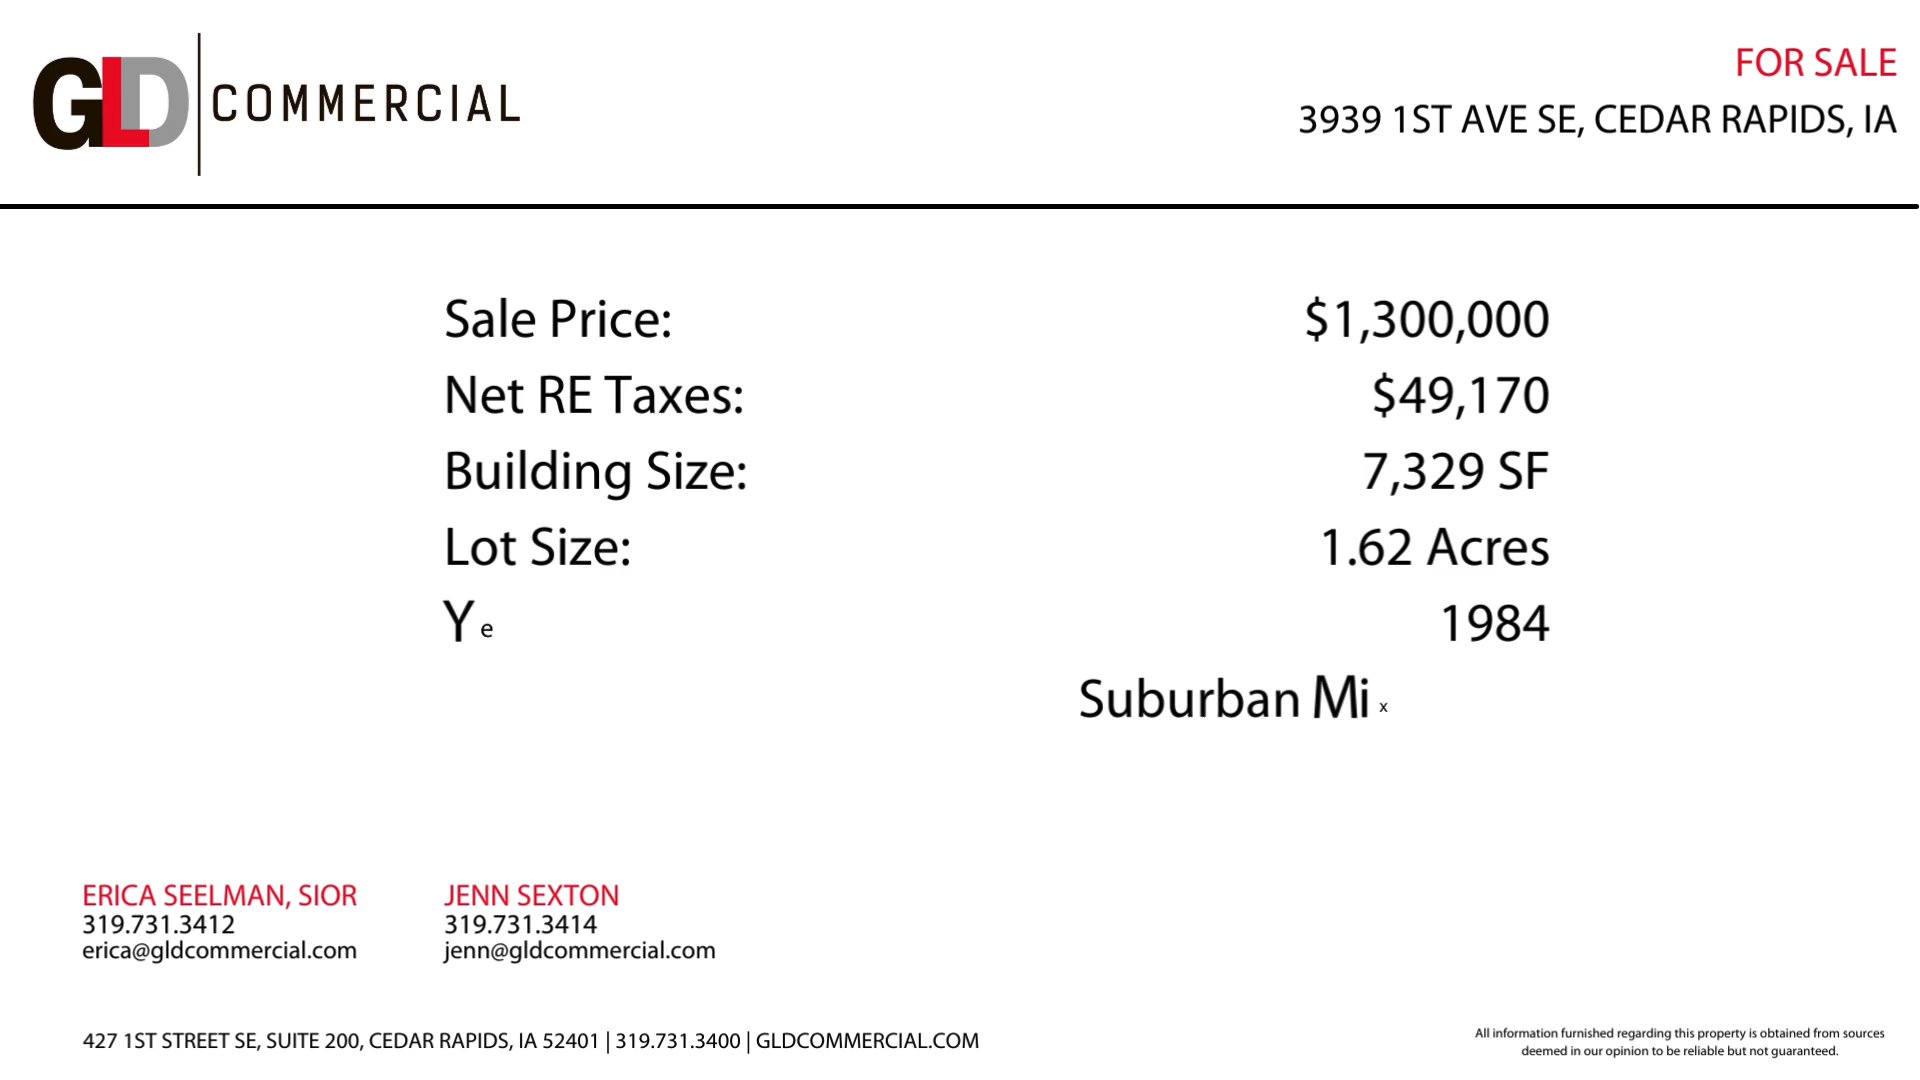 GLD COMMERCIAL
FOR SALE
3939 1ST AVE SE, CEDAR RAPIDS, IA
Sale Price: $1,300,000
Net RE Taxes: $49,170
Building Size: 7,329 SF
Lot Size: 1.62 Acres
Y e 1984
Suburban Mi x
ERICA SEELMAN, SIOR
319.731.3412
erica@gldcommercial.com
JENN SEXTON
319.731.3414
jenn@gldcommercial.com
427 1ST STREET SE, SUITE 200, CEDAR RAPIDS, IA 52401 | 319.731.3400 | GLDCOMMERCIAL.COM
All information furnished regarding this property is obtained from sources
deemed in our opinion to be reliable but not guaranteed.